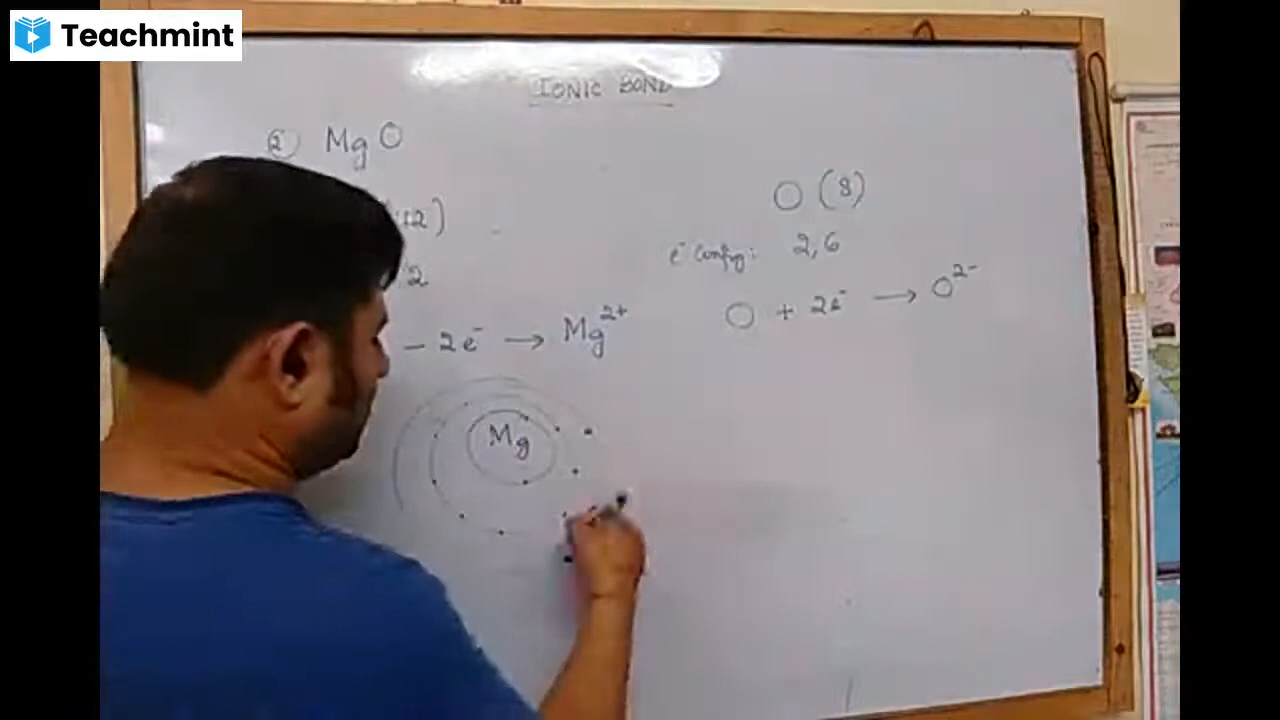 Teachmint
IONIC BOND
② MgO
(12)
2
- 2e⁻ → Mg²⁺
Mg
O (8)
e⁻ config: 2,6
O + 2e⁻ → O²⁻